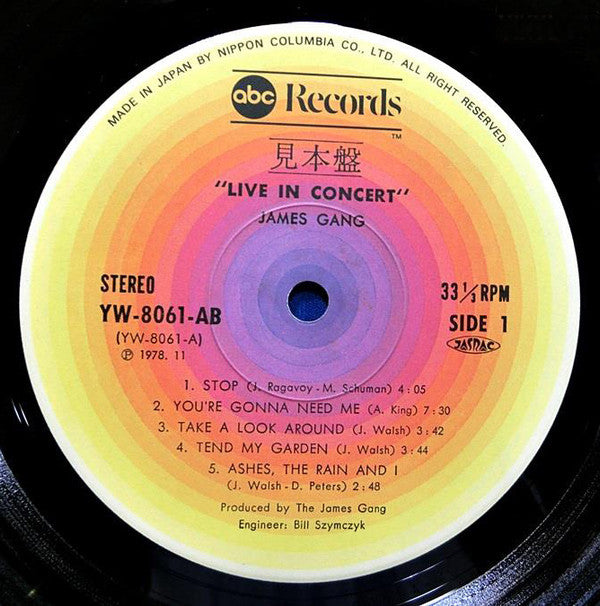 MADE IN JAPAN BY NIPPON COLUMBIA CO., LTD. ALL RIGHT RESERVED.
abc Records
TM
見本盤
"LIVE IN CONCERT"
JAMES GANG
STEREO
YW-8061-AB
(YW-8061-A)
Ⓟ 1978. 11
33 1/3 RPM
SIDE 1
JASRAC
1. STOP (J. Ragavoy - M. Schuman) 4:05
2. YOU'RE GONNA NEED ME (A. King) 7:30
3. TAKE A LOOK AROUND (J. Walsh) 3:42
4. TEND MY GARDEN (J. Walsh) 3:44
5. ASHES, THE RAIN AND I
(J. Walsh - D. Peters) 2:48
Produced by The James Gang
Engineer: Bill Szymczyk